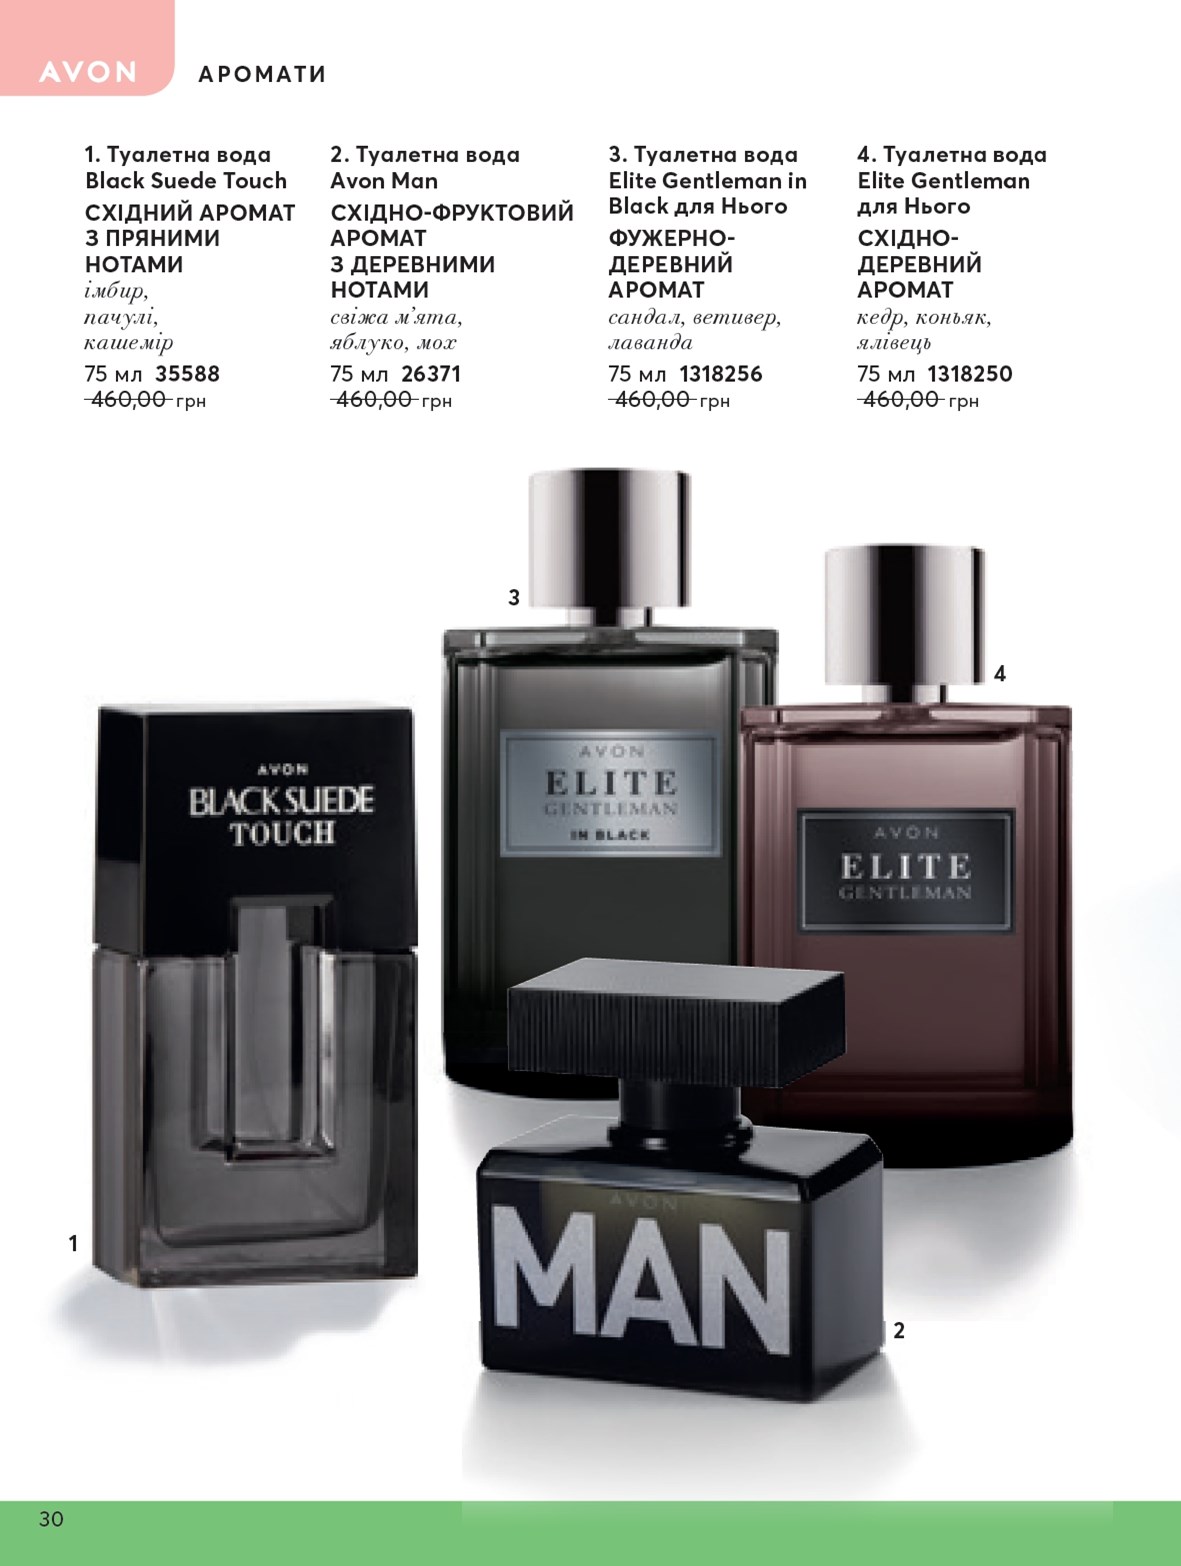 AVON
АРОМАТИ
1. Туалетна вода
Black Suede Touch
СХІДНИЙ АРОМАТ
З ПРЯНИМИ
НОТАМИ
імбир,
пачулі,
кашемір
75 мл 35588
460,00 грн
2. Туалетна вода
Avon Man
СХІДНО-ФРУКТОВИЙ
АРОМАТ
З ДЕРЕВНИМИ
НОТАМИ
свіжа м’ята,
яблуко, мох
75 мл 26371
460,00 грн
3. Туалетна вода
Elite Gentleman in
Black для Нього
ФУЖЕРНО-
ДЕРЕВНИЙ
АРОМАТ
сандал, ветивер,
лаванда
75 мл 1318256
460,00 грн
4. Туалетна вода
Elite Gentleman
для Нього
СХІДНО-
ДЕРЕВНИЙ
АРОМАТ
кедр, коньяк,
ялівець
75 мл 1318250
460,00 грн
3
4
AVON
ELITE
GENTLEMAN
IN BLACK
AVON
BLACK SUEDE
TOUCH
AVON
ELITE
GENTLEMAN
AVON
MAN
1
2
30